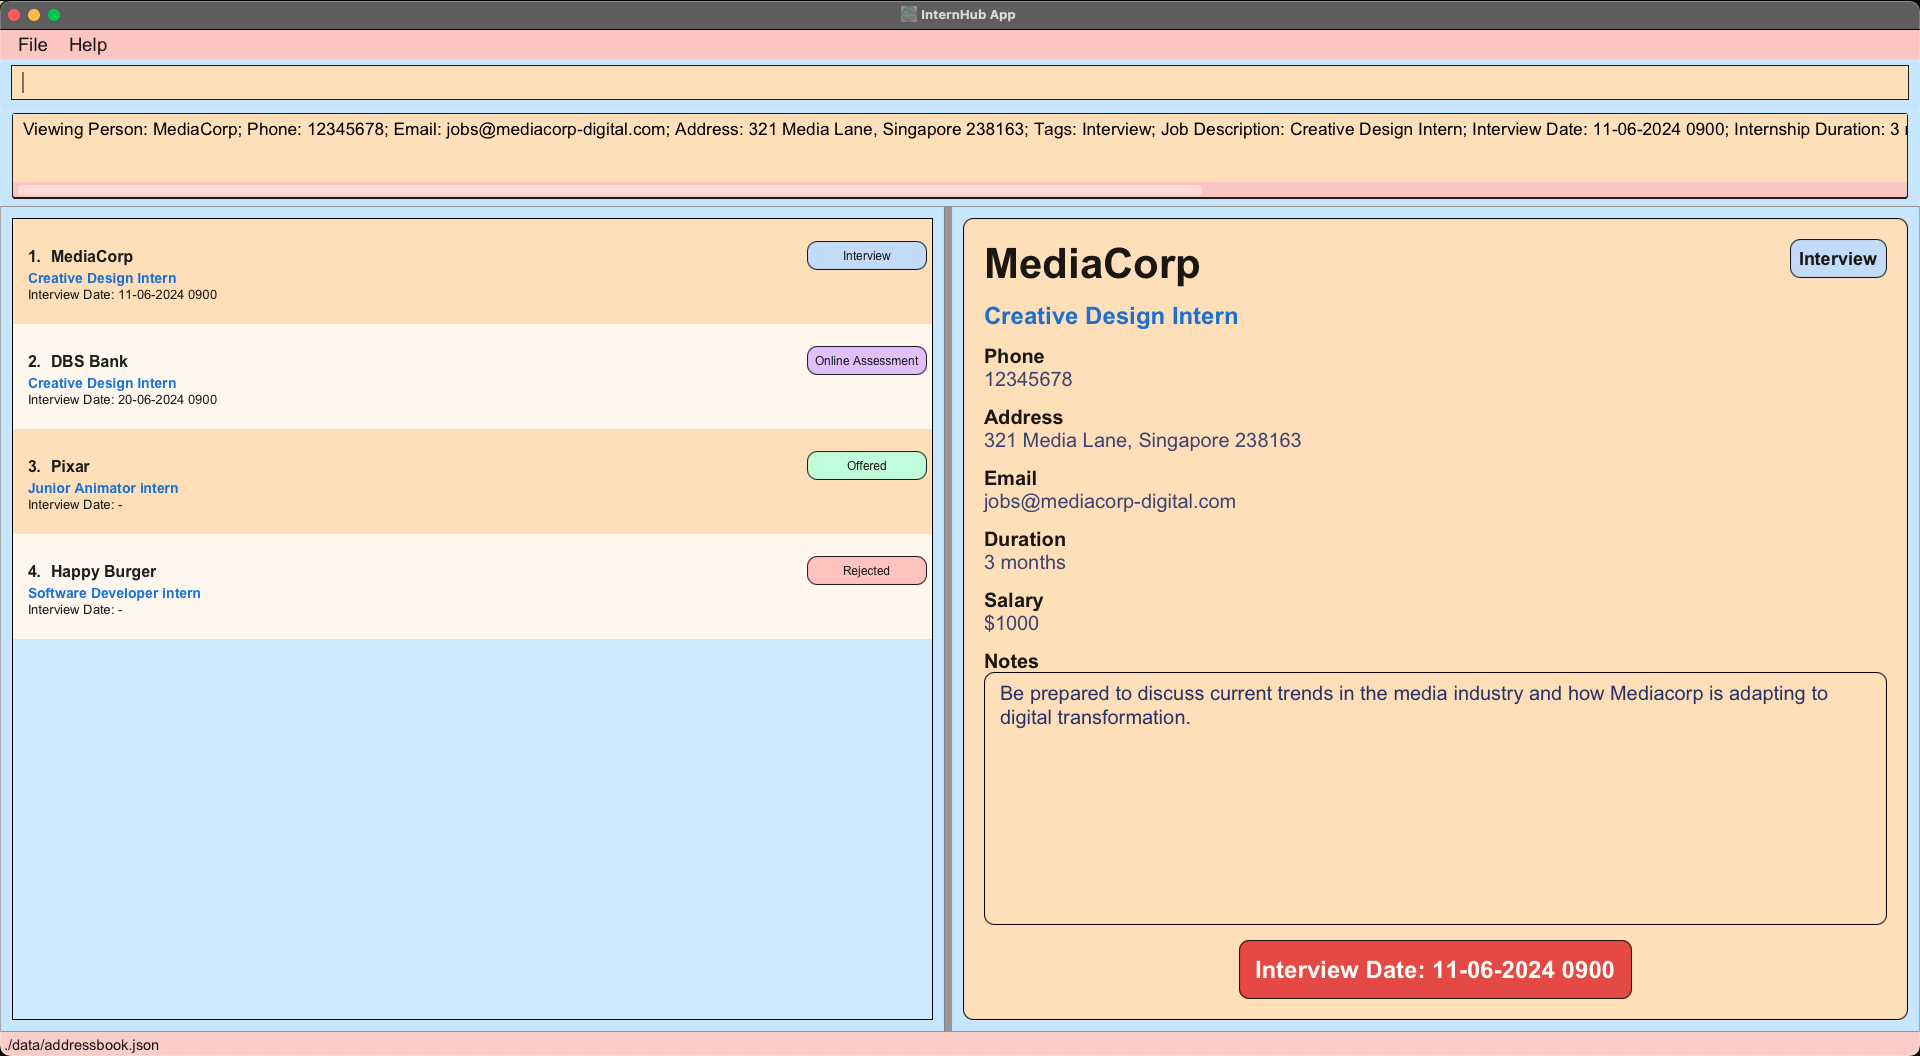 InternHub App
File Help
Viewing Person: MediaCorp; Phone: 12345678; Email: jobs@mediacorp-digital.com; Address: 321 Media Lane, Singapore 238163; Tags: Interview; Job Description: Creative Design Intern; Interview Date: 11-06-2024 0900; Internship Duration: 3
1. MediaCorp
Interview
Creative Design Intern
Interview Date: 11-06-2024 0900
2. DBS Bank
Online Assessment
Creative Design Intern
Interview Date: 20-06-2024 0900
3. Pixar
Offered
Junior Animator intern
Interview Date: -
4. Happy Burger
Rejected
Software Developer intern
Interview Date: -
MediaCorp
Interview
Creative Design Intern
Phone
12345678
Address
321 Media Lane, Singapore 238163
Email
jobs@mediacorp-digital.com
Duration
3 months
Salary
$1000
Notes
Be prepared to discuss current trends in the media industry and how Mediacorp is adapting to
digital transformation.
Interview Date: 11-06-2024 0900
./data/addressbook.json